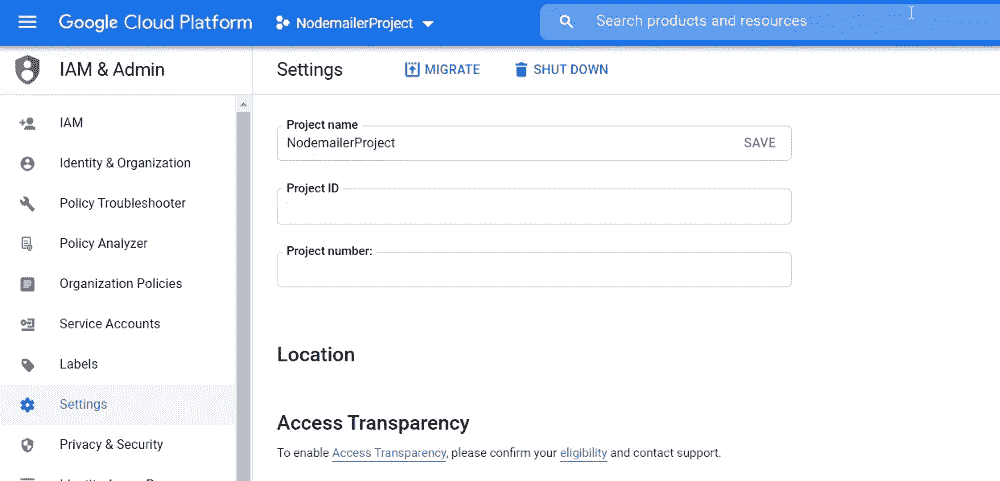 Google Cloud Platform
NodemailerProject
Search products and resources
IAM & Admin
Settings
MIGRATE
SHUT DOWN
IAM
Identity & Organization
Policy Troubleshooter
Policy Analyzer
Organization Policies
Service Accounts
Labels
Settings
Privacy & Security
Project name
NodemailerProject
SAVE
Project ID
Project number:
Location
Access Transparency
To enable Access Transparency, please confirm your eligibility and contact support.